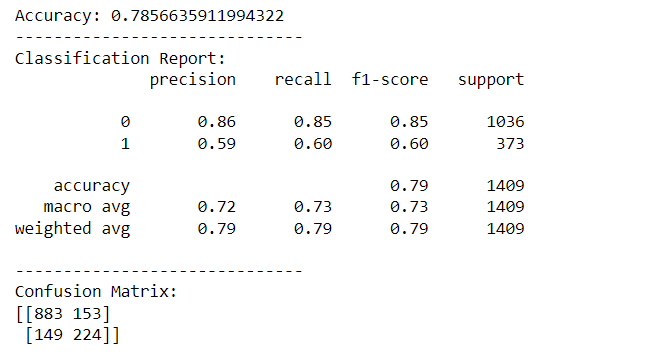 Accuracy: 0.7856635911994322
------------------------------
Classification Report:
              precision    recall  f1-score   support

           0       0.86      0.85      0.85      1036
           1       0.59      0.60      0.60       373

    accuracy                           0.79      1409
   macro avg       0.72      0.73      0.73      1409
weighted avg       0.79      0.79      0.79      1409

------------------------------
Confusion Matrix:
[[883 153]
 [149 224]]